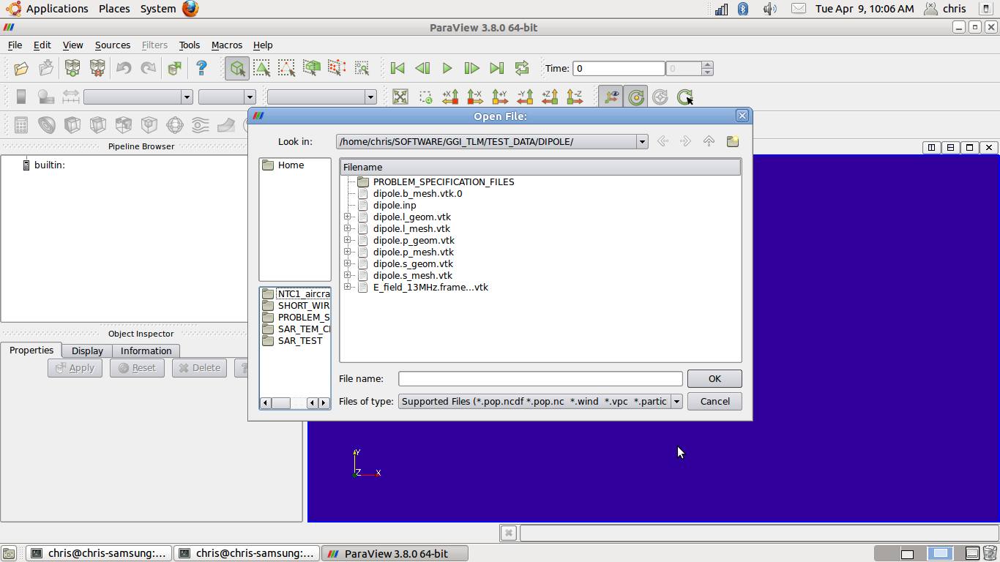 Applications Places System Tue Apr 9, 10:06 AM chris
ParaView 3.8.0 64-bit
File Edit View Sources Filters Tools Macros Help
Time: 0 0
+X -X +Y -Y +Z -Z
Open File:
Pipeline Browser
builtin:
Look in: /home/chris/SOFTWARE/GGI_TLM/TEST_DATA/DIPOLE/
Home
Filename
PROBLEM_SPECIFICATION_FILES
dipole.b_mesh.vtk.0
dipole.inp
dipole.l_geom.vtk
dipole.l_mesh.vtk
dipole.p_geom.vtk
dipole.p_mesh.vtk
dipole.s_geom.vtk
dipole.s_mesh.vtk
E_field_13MHz.frame...vtk
NTC1_aircra
SHORT_WIR
PROBLEM_S
SAR_TEM_C
SAR_TEST
File name: OK
Files of type: Supported Files (*.pop.ncdf *.pop.nc *.wind *.vpc *.partic Cancel
Object Inspector
Properties Display Information
Apply Reset Delete ?
Y
Z X
chris@chris-samsung:... chris@chris-samsung:... ParaView 3.8.0 64-bit